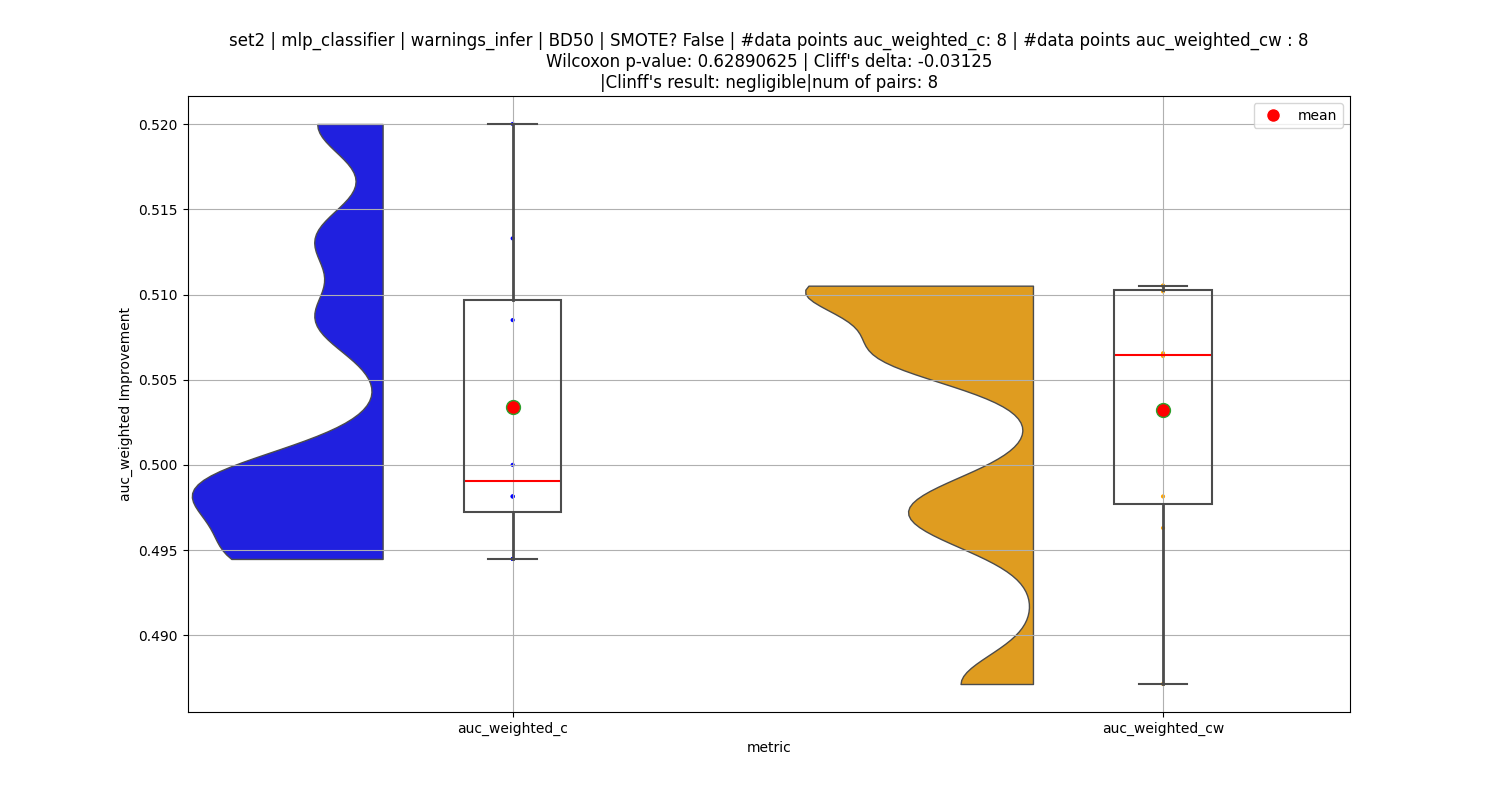 set2 | mlp_classifier | warnings_infer | BD50 | SMOTE? False | #data points auc_weighted_c: 8 | #data points auc_weighted_cw : 8
Wilcoxon p-value: 0.62890625 | Cliff's delta: -0.03125
|Clinff's result: negligible|num of pairs: 8
mean
0.520
0.515
0.510
0.505
0.500
0.495
0.490
auc_weighted Improvement
auc_weighted_c
auc_weighted_cw
metric